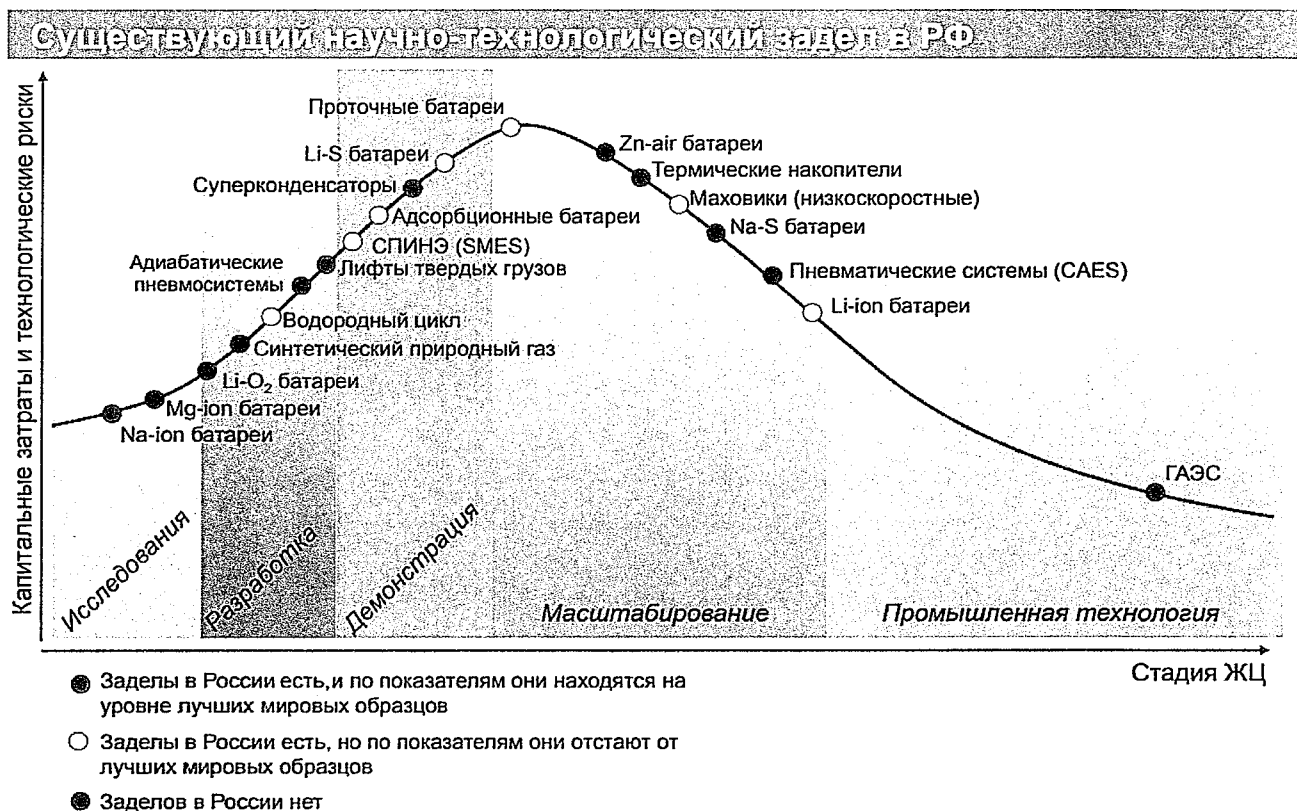 Существующий научно-технологический задел в РФ
Капитальные затраты и технологические риски
Проточные батареи
Li-S батареи
Суперконденсаторы
Адсорбционные батареи
СПИНЭ (SMES)
Лифты твердых грузов
Адиабатические
пневмосистемы
Водородный цикл
Синтетический природный газ
Li-O₂ батареи
Mg-ion батареи
Na-ion батареи
Zn-air батареи
Термические накопители
Маховики (низкоскоростные)
Na-S батареи
Пневматические системы (CAES)
Li-ion батареи
ГАЭС
Исследования
Разработка
Демонстрация
Масштабирование
Промышленная технология
Стадия ЖЦ
Заделы в России есть,и по показателям они находятся на
уровне лучших мировых образцов
Заделы в России есть, но по показателям они отстают от
лучших мировых образцов
Заделов в России нет